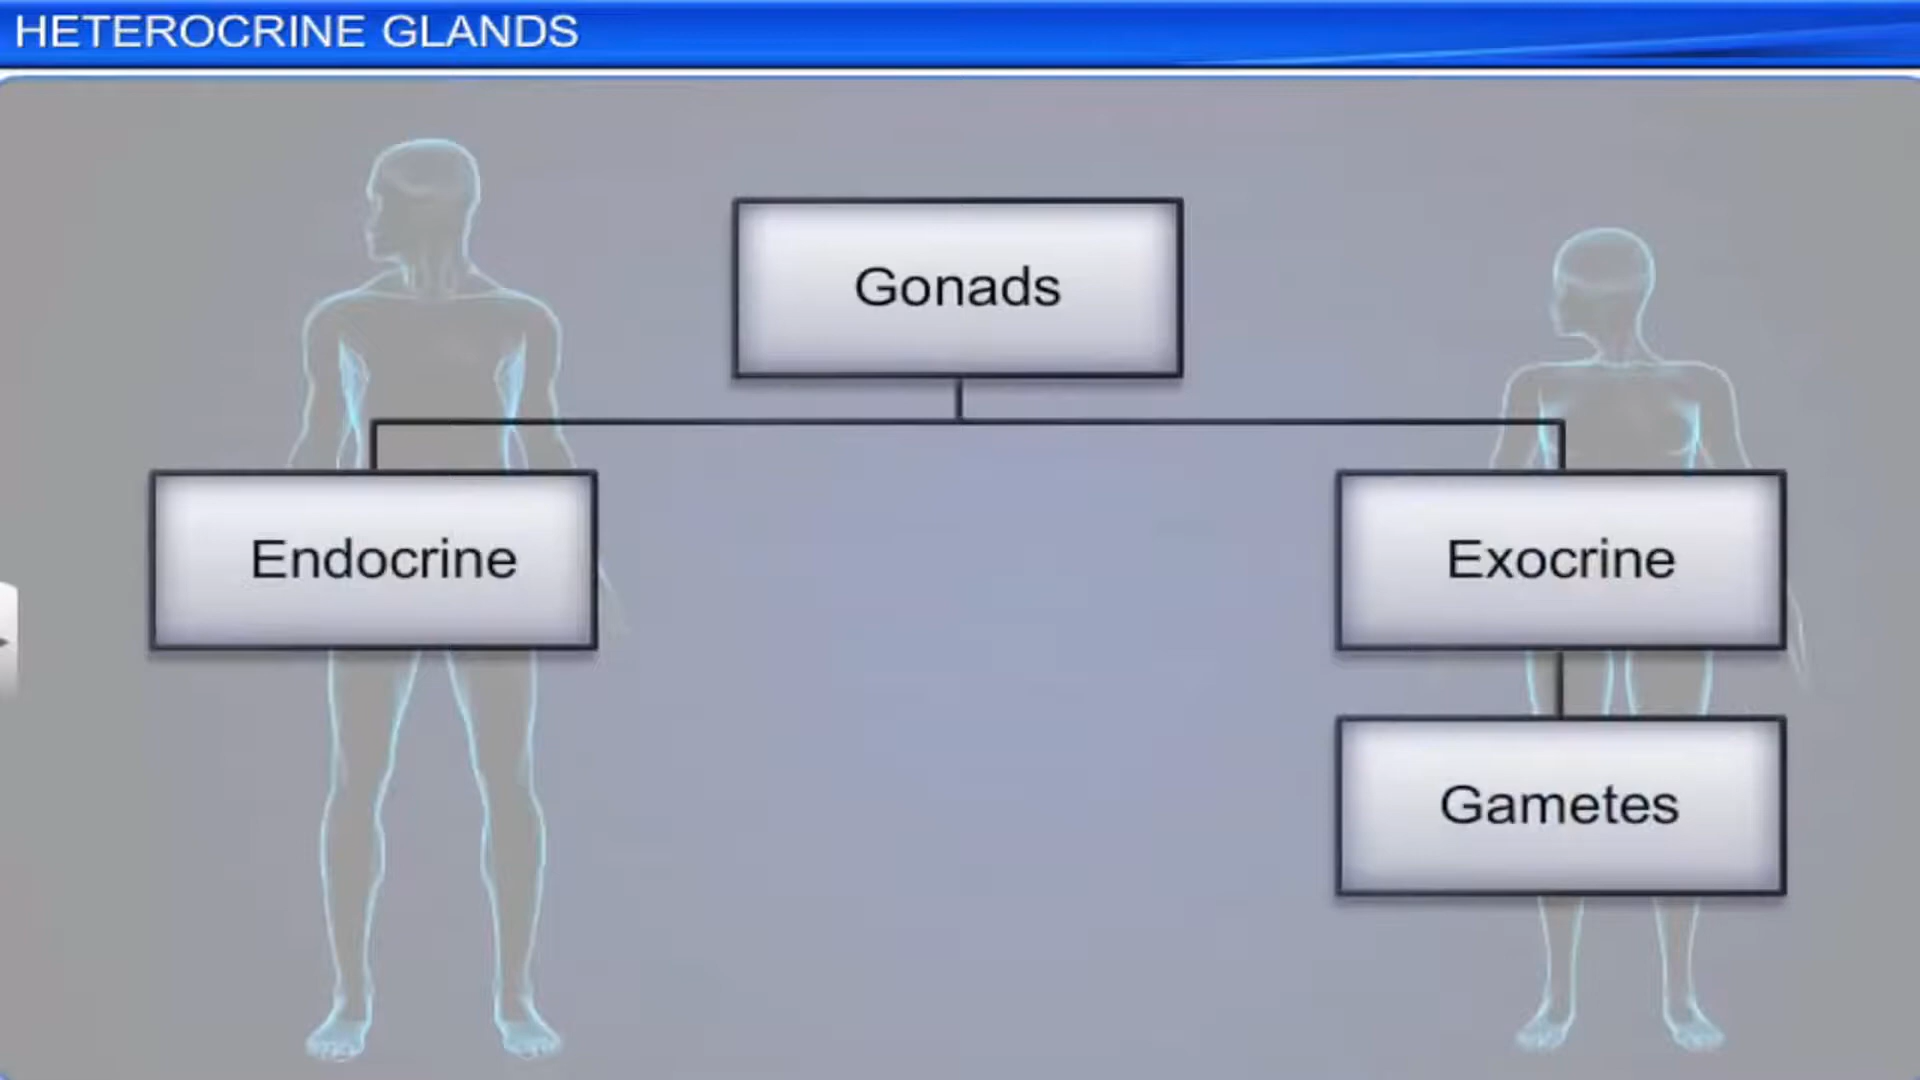 HETEROCRINE GLANDS
Gonads
Endocrine
Exocrine
Gametes